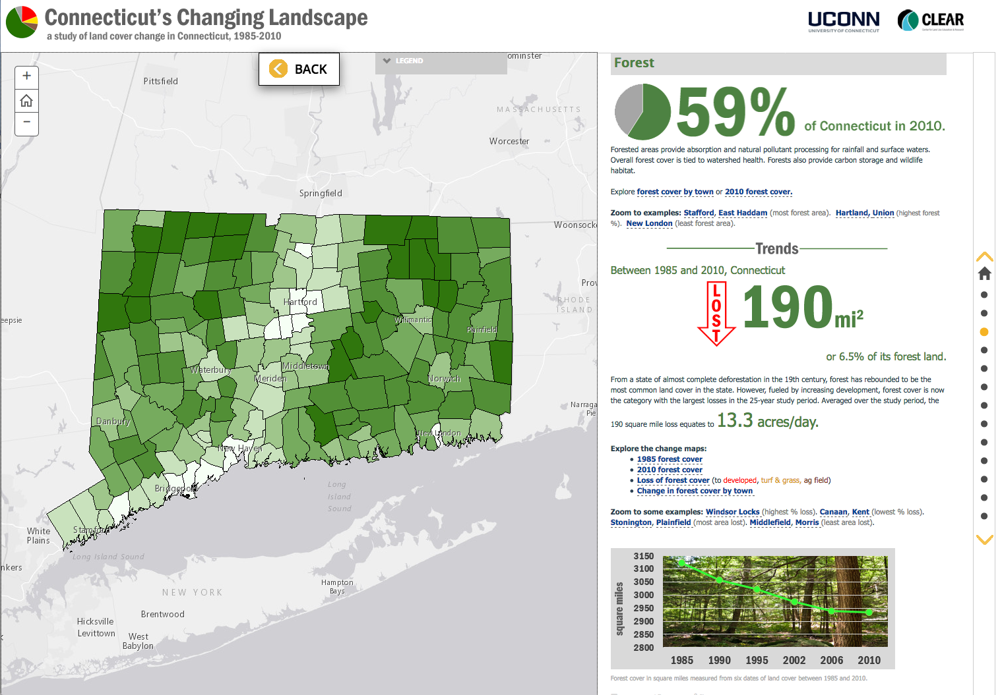 Connecticut's Changing Landscape
a study of land cover change in Connecticut, 1985-2010
UCONN
UNIVERSITY OF CONNECTICUT
CLEAR
BACK
LEGEND
ominster
Pittsfield
MASSACHUSETTS
Worcester
Springfield
Woonsocke
Hartford
Prov
RHODE
ISLAND
eepsie
Willimantic
Plainfield
Waterbury
Middletown
Meriden
Norwich
Narraga
Pie
Danbury
New London
New Haven
Bridgeport
Long
Island
Sound
White
Plains
Stamford
Long Island Sound
nkers
NEW YORK
Hampton
Bays
Brentwood
Hicksville
Levittown
West
Babylon
Forest
59% of Connecticut in 2010.
Forested areas provide absorption and natural pollutant processing for rainfall and surface waters.
Overall forest cover is tied to watershed health. Forests also provide carbon storage and wildlife
habitat.
Explore forest cover by town or 2010 forest cover.
Zoom to examples: Stafford, East Haddam (most forest area). Hartland, Union (highest forest
%). New London (least forest area).
Trends
Between 1985 and 2010, Connecticut
LOST
190 mi²
or 6.5% of its forest land.
From a state of almost complete deforestation in the 19th century, forest has rebounded to be the
most common land cover in the state. However, fueled by increasing development, forest cover is now
the category with the largest losses in the 25-year study period. Averaged over the study period, the
190 square mile loss equates to 13.3 acres/day.
Explore the change maps:
• 1985 forest cover
• 2010 forest cover
• Loss of forest cover (to developed, turf & grass, ag field)
• Change in forest cover by town
Zoom to some examples: Windsor Locks (highest % loss). Canaan, Kent (lowest % loss).
Stonington, Plainfield (most area lost). Middlefield, Morris (least area lost).
square miles
3150
3100
3050
3000
2950
2900
2850
2800
1985 1990 1995 2002 2006 2010
Forest cover in square miles measured from six dates of land cover between 1985 and 2010.